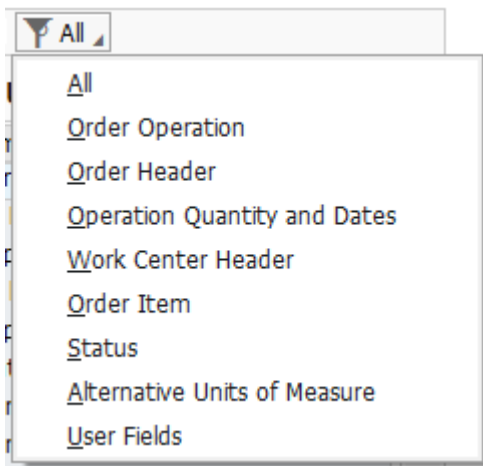 All
All
Order Operation
Order Header
Operation Quantity and Dates
Work Center Header
Order Item
Status
Alternative Units of Measure
User Fields